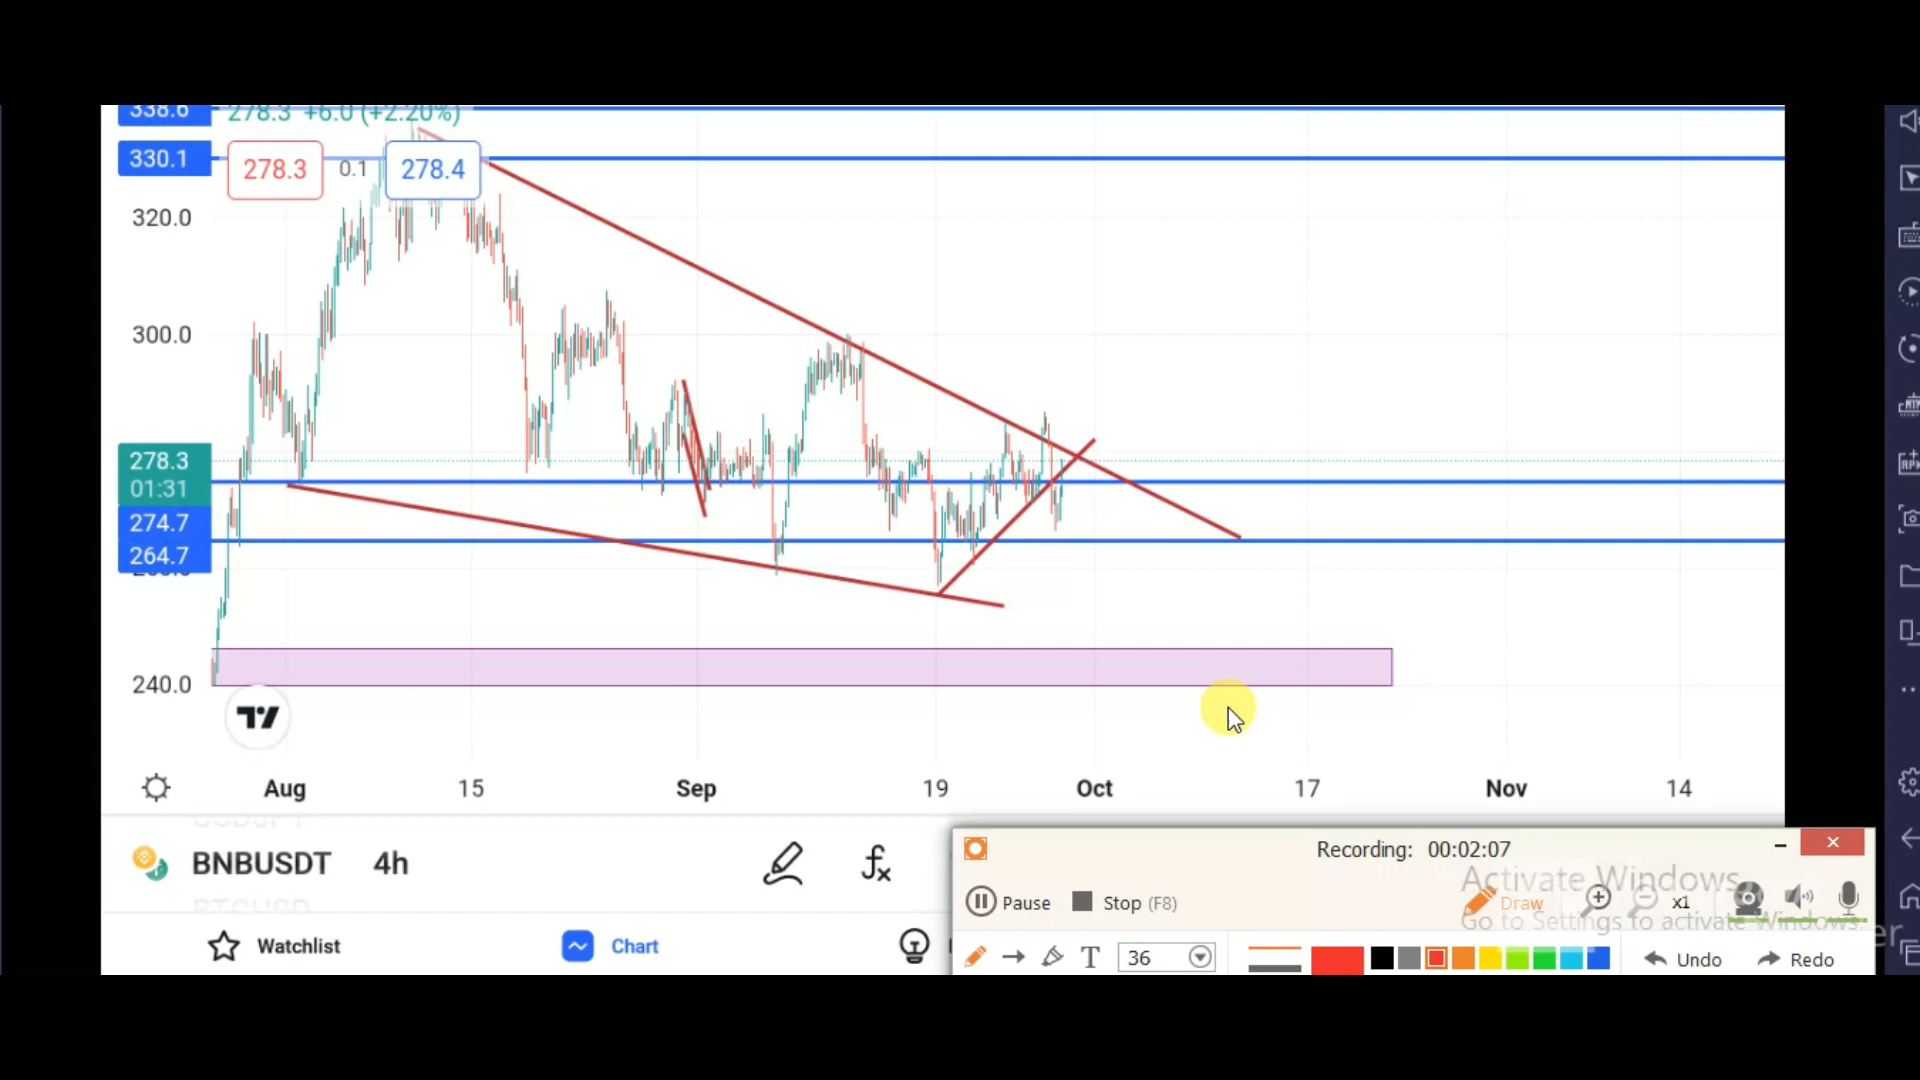 338.6 278.3 +6.0 (+2.20%)
330.1 278.3 0.1 278.4
320.0
300.0
278.3
01:31
274.7
264.7
240.0
Aug 15 Sep 19 Oct 17 Nov 14
BNBUSDT 4h
Watchlist
Chart
Recording: 00:02:07
Activate Windows
Go to Settings to activate Windows.
Pause
Stop (F8)
Draw
x1
T 36
Undo
Redo